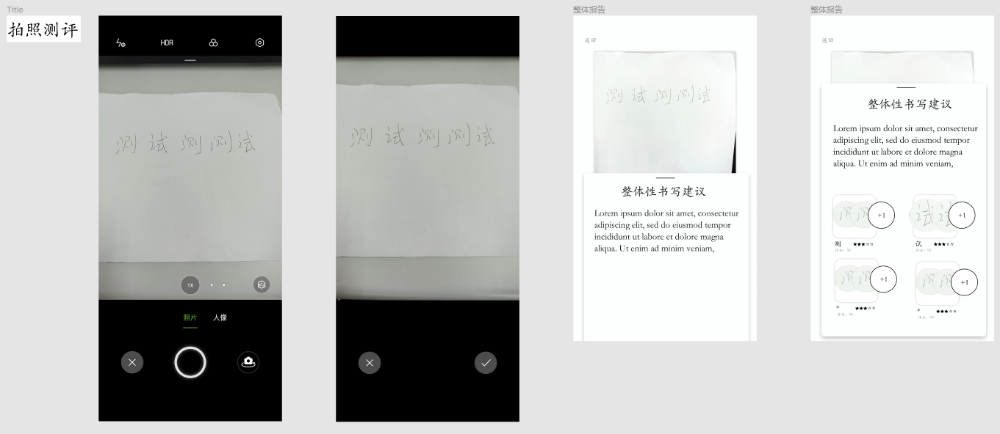 Title
拍照测评
HDR
测 试 测 测 试
1X
照片 人像
测 试 测 测 试
整体报告
返回
测 试 测 测 试
整体性书写建议
Lorem ipsum dolor sit amet, consectetur
adipiscing elit, sed do eiusmod tempor
incididunt ut labore et dolore magna
aliqua. Ut enim ad minim veniam,
整体报告
返回
整体性书写建议
Lorem ipsum dolor sit amet, consectetur
adipiscing elit, sed do eiusmod tempor
incididunt ut labore et dolore magna
aliqua. Ut enim ad minim veniam,
测 测 +1
试 试 +1
测 ★★★☆☆
评分：90
试 ★★★☆☆
评分：90
测 测 +1
测 测 +1
* ★★★☆☆
评分：90
* ★★★☆☆
评分：90